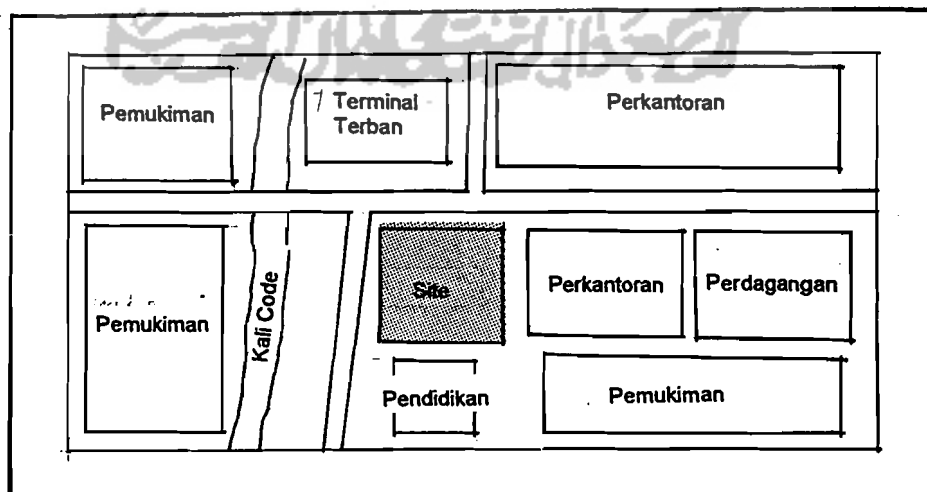 Pemukiman
Terminal
Terban
Perkantoran
Pemukiman
Kali Code
Site
Perkantoran
Perdagangan
Pendidikan
Pemukiman